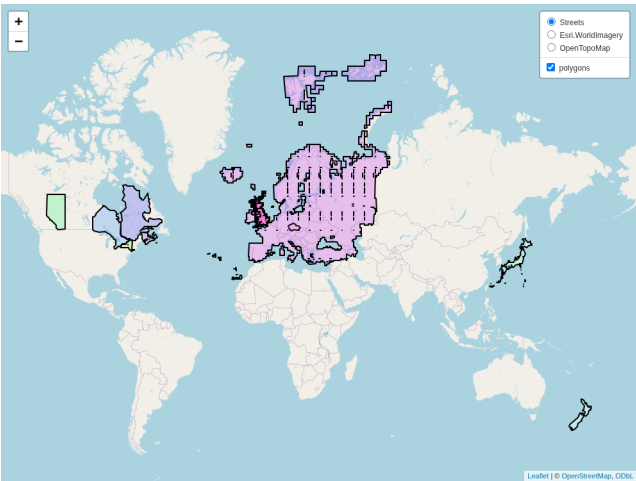 +
−
Streets
Esri.WorldImagery
OpenTopoMap
polygons
Leaflet | © OpenStreetMap, ODbL